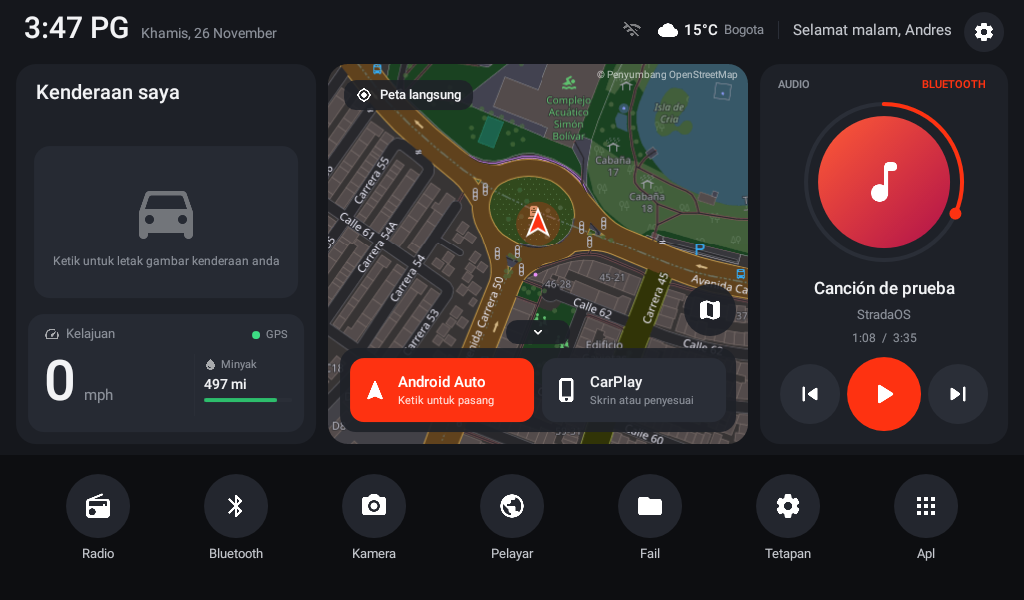 3:47 PG
Khamis, 26 November
15°C
Bogota
Selamat malam, Andres
Kenderaan saya
Ketik untuk letak gambar kenderaan anda
Kelajuan
GPS
0 mph
Minyak
497 mi
© Penyumbang OpenStreetMap
Peta langsung
Complejo
Acuático
Simón
Bolívar
Isla de
Cria
Cabaña
17
Cabaña
18
Carrera 55
Calle 61
Carrera 54A
Carrera 54
Carrera 53
Carrera 50
Carrera 45
Avenida Ca
P
45-21
46-28
Calle 62
Edificio
Calle 60
Android Auto
Ketik untuk pasang
CarPlay
Skrin atau penyesuai
AUDIO
BLUETOOTH
Canción de prueba
StradaOS
1:08 / 3:35
Radio
Bluetooth
Kamera
Pelayar
Fail
Tetapan
Apl